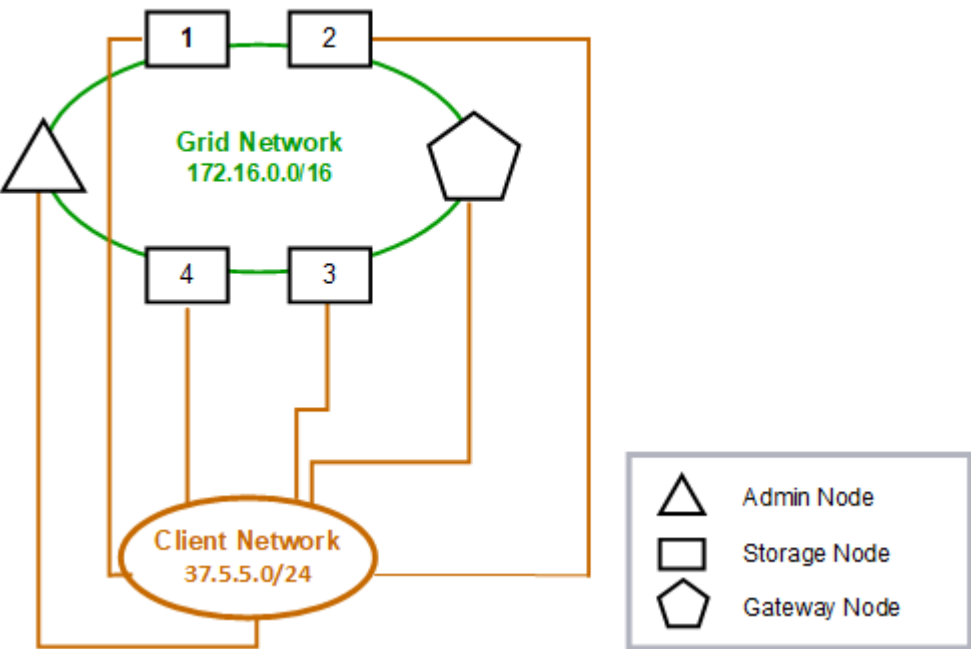 1
2
Grid Network
172.16.0.0/16
4
3
Client Network
37.5.5.0/24
Admin Node
Storage Node
Gateway Node